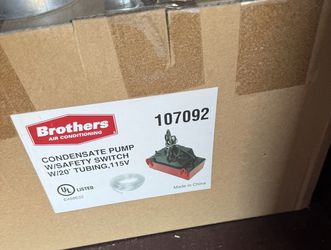 Brothers
AIR CONDITIONING
107092
CONDENSATE PUMP
W/SAFETY SWITCH
W/20' TUBING,115V
UL LISTED
Made in China